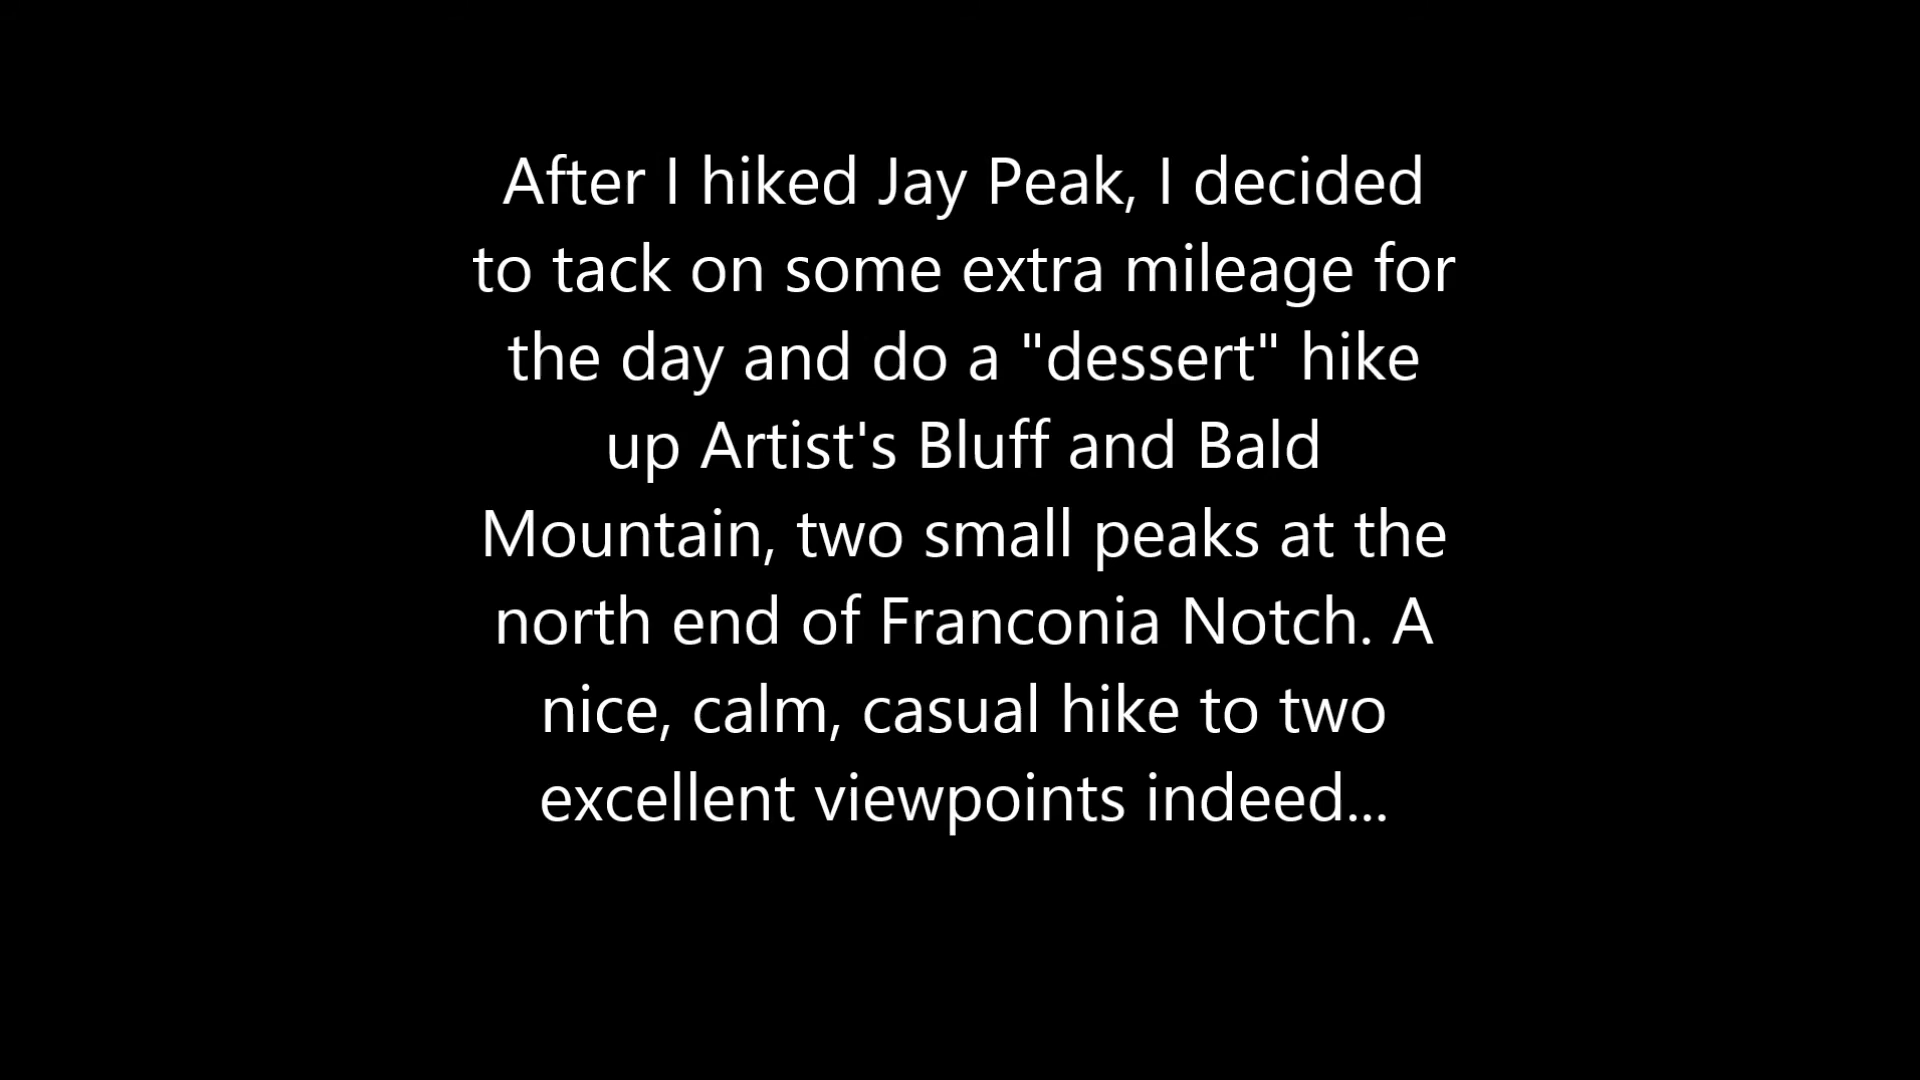 After I hiked Jay Peak, I decided
to tack on some extra mileage for
the day and do a "dessert" hike
up Artist's Bluff and Bald
Mountain, two small peaks at the
north end of Franconia Notch. A
nice, calm, casual hike to two
excellent viewpoints indeed...